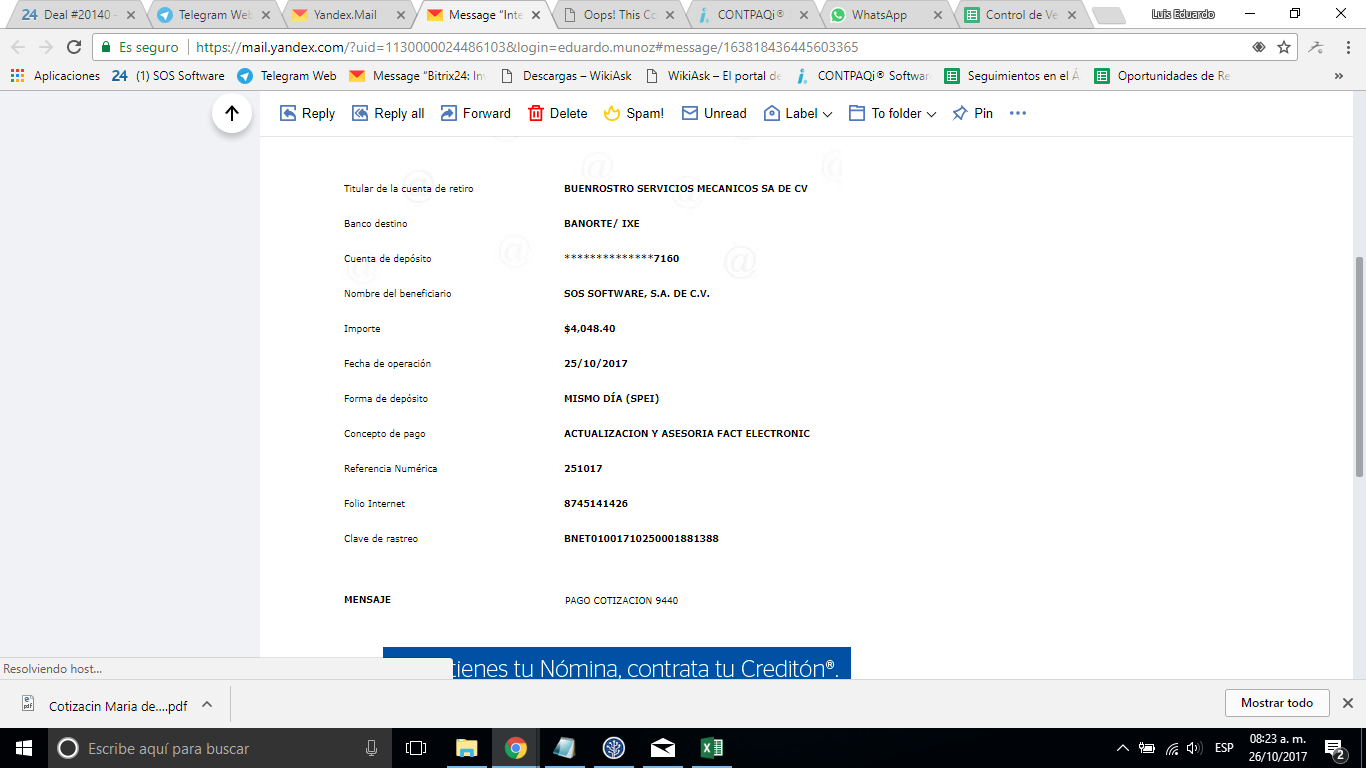 Deal #20140 -
Telegram Web
Yandex.Mail
Message "Inte
Oops! This Co
CONTPAQi®
WhatsApp
Control de Ve
Luis Eduardo
Es seguro
https://mail.yandex.com/?uid=1130000024486103&login=eduardo.munoz#message/163818436445603365
Aplicaciones
24 (1) SOS Software
Telegram Web
Message "Bitrix24: In
Descargas – WikiAsk
WikiAsk – El portal de
CONTPAQi® Softwar
Seguimientos en el Á
Oportunidades de Re
»
Reply
Reply all
Forward
Delete
Spam!
Unread
Label
To folder
Pin
Titular de la cuenta de retiro BUENROSTRO SERVICIOS MECANICOS SA DE CV
Banco destino BANORTE/ IXE
Cuenta de depósito **************7160
Nombre del beneficiario SOS SOFTWARE, S.A. DE C.V.
Importe $4,048.40
Fecha de operación 25/10/2017
Forma de depósito MISMO DÍA (SPEI)
Concepto de pago ACTUALIZACION Y ASESORIA FACT ELECTRONIC
Referencia Numérica 251017
Folio Internet 8745141426
Clave de rastreo BNET01001710250001881388
MENSAJE PAGO COTIZACION 9440
tienes tu Nómina, contrata tu Creditón®.
Resolviendo host...
Cotizacin Maria de....pdf
Mostrar todo
Escribe aquí para buscar
ESP
08:23 a. m.
26/10/2017
2